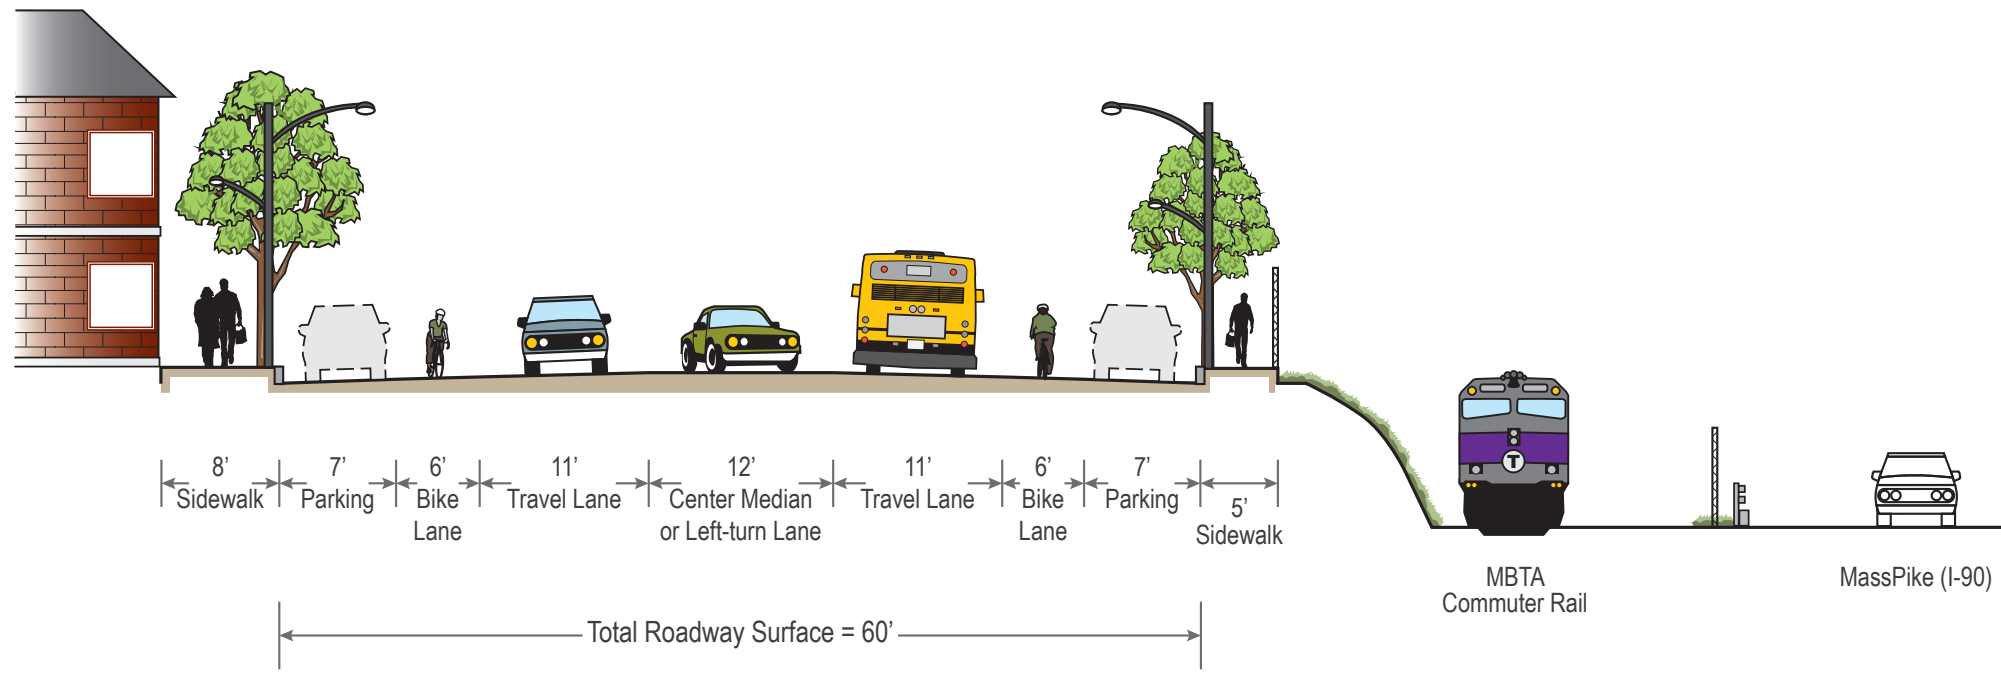 8’
Sidewalk
7’
Parking
6’
Bike
Lane
11’
Travel Lane
12’
Center Median
or Left-turn Lane
11’
Travel Lane
6’
Bike
Lane
7’
Parking
5’
Sidewalk
T
MBTA
Commuter Rail
MassPike (I-90)
Total Roadway Surface = 60’